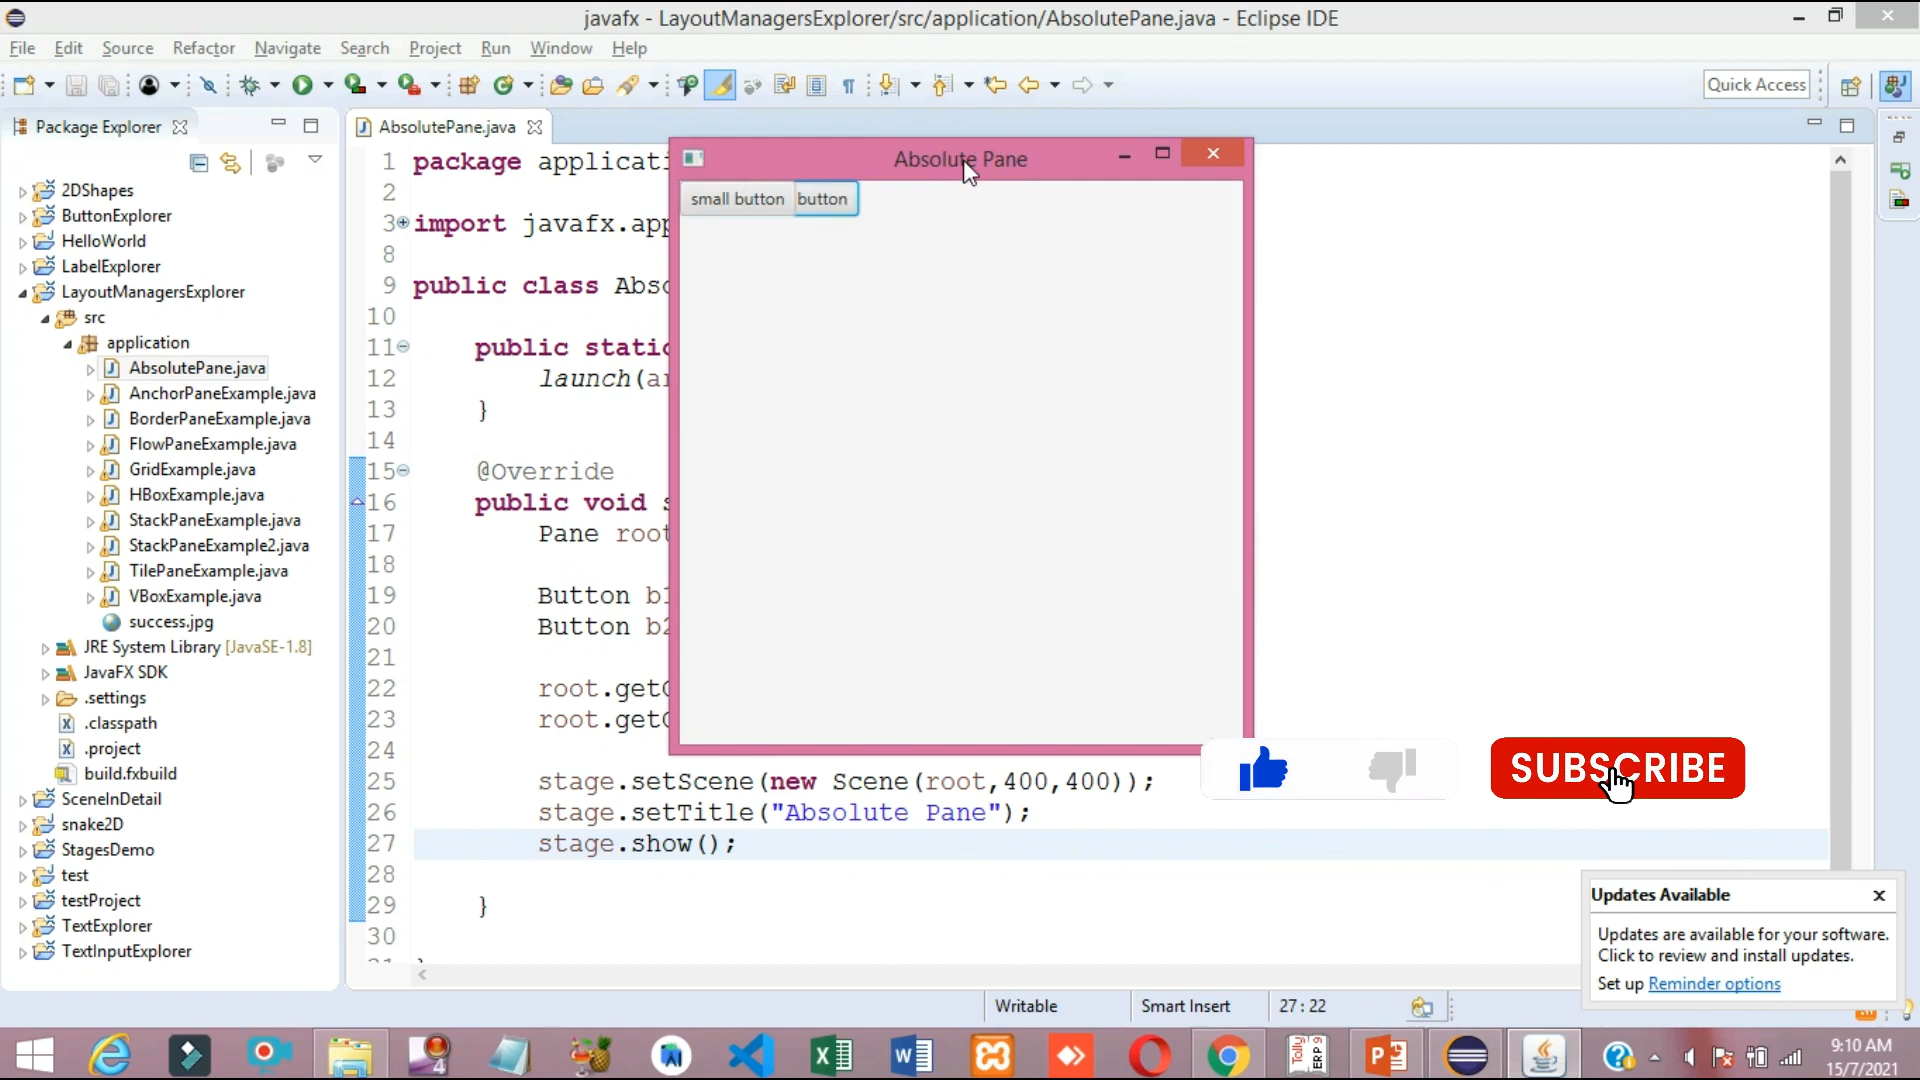 javafx - LayoutManagersExplorer/src/application/AbsolutePane.java - Eclipse IDE
File Edit Source Refactor Navigate Search Project Run Window Help
Quick Access
Package Explorer
2DShapes
ButtonExplorer
HelloWorld
LabelExplorer
LayoutManagersExplorer
src
application
AbsolutePane.java
AnchorPaneExample.java
BorderPaneExample.java
FlowPaneExample.java
GridExample.java
HBoxExample.java
StackPaneExample.java
StackPaneExample2.java
TilePaneExample.java
VBoxExample.java
success.jpg
JRE System Library [JavaSE-1.8]
JavaFX SDK
.settings
.classpath
.project
build.fxbuild
SceneInDetail
snake2D
StagesDemo
test
testProject
TextExplorer
TextInputExplorer
AbsolutePane.java
1 package applicati
2
3 import javafx.app
8
9 public class Abso
10
11 public static
12 launch(ar
13 }
14
15 @Override
16 public void s
17 Pane root
18
19 Button b1
20 Button b2
21
22 root.getC
23 root.getC
24
25 stage.setScene(new Scene(root,400,400));
26 stage.setTitle("Absolute Pane");
27 stage.show();
28
29 }
30
Absolute Pane
small button button
SUBSCRIBE
Updates Available
Updates are available for your software.
Click to review and install updates.
Set up Reminder options
Writable Smart Insert 27 : 22
9:10 AM
15/7/2021